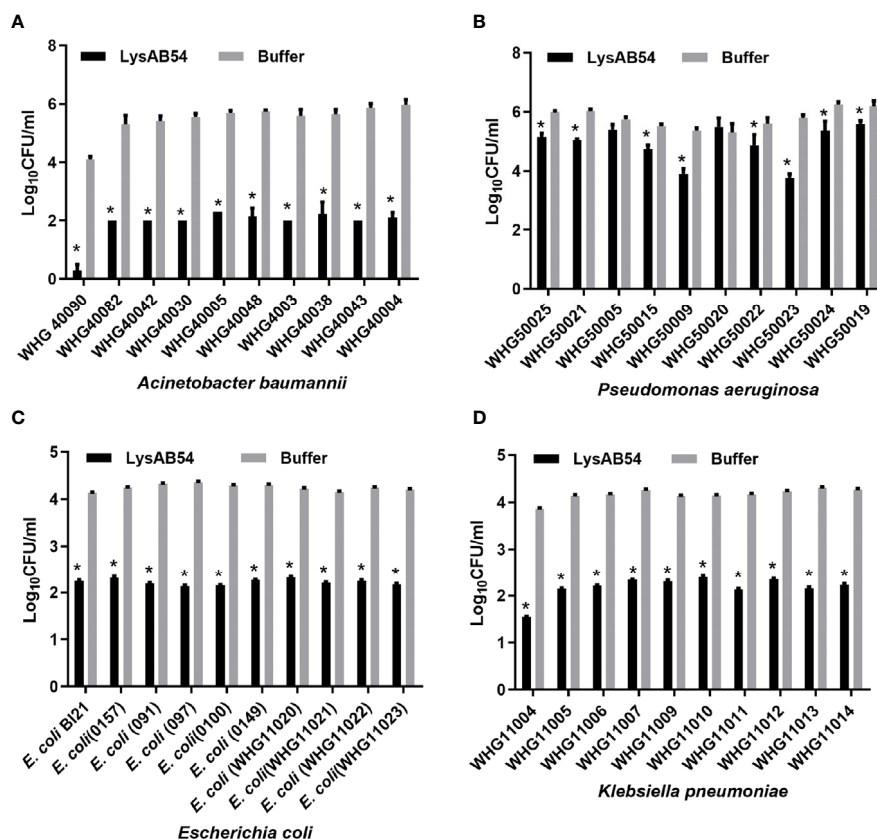 A
LysAB54 Buffer
Log10CFU/ml
8
6
4
2
0
* * * * * * * * * *
WHG 40090
WHG40082
WHG40042
WHG40030
WHG40005
WHG40048
WHG4003
WHG40038
WHG40043
WHG40004
Acinetobacter baumannii
B
LysAB54 Buffer
Log10CFU/ml
8
6
4
2
0
* * * * * * * *
WHG50025
WHG50021
WHG50005
WHG50015
WHG50009
WHG50020
WHG50022
WHG50023
WHG50024
WHG50019
Pseudomonas aeruginosa
C
LysAB54 Buffer
Log10CFU/ml
5
4
3
2
1
0
* * * * * * * * * *
E. coli Bl21
E. coli(0157)
E. coli (091)
E. coli (097)
E. coli(0100)
E. coli (0149)
E. coli (WHG11020)
E. coli(WHG11021)
E. coli (WHG11022)
E. coli(WHG11023)
Escherichia coli
D
LysAB54 Buffer
Log10CFU/ml
5
4
3
2
1
0
* * * * * * * * * *
WHG11004
WHG11005
WHG11006
WHG11007
WHG11009
WHG11010
WHG11011
WHG11012
WHG11013
WHG11014
Klebsiella pneumoniae